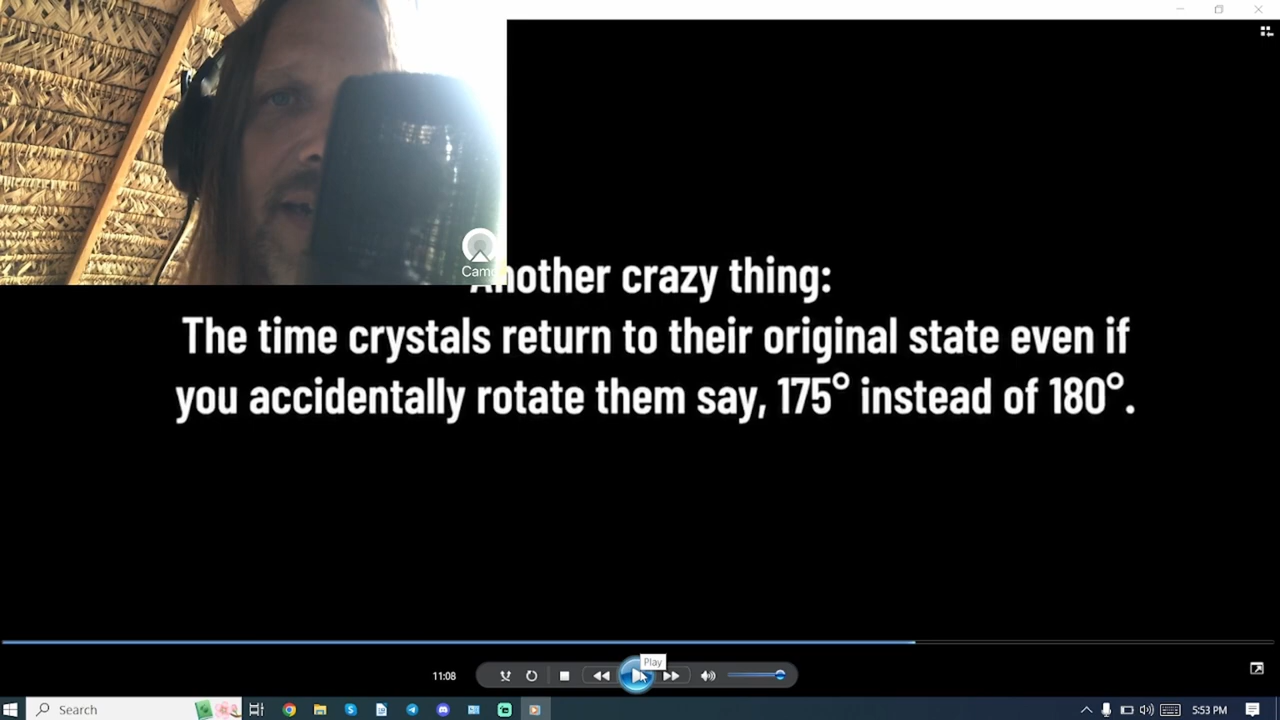 Camo
Another crazy thing:
The time crystals return to their original state even if
you accidentally rotate them say, 175° instead of 180°.
Play
11:08
Search
5:53 PM